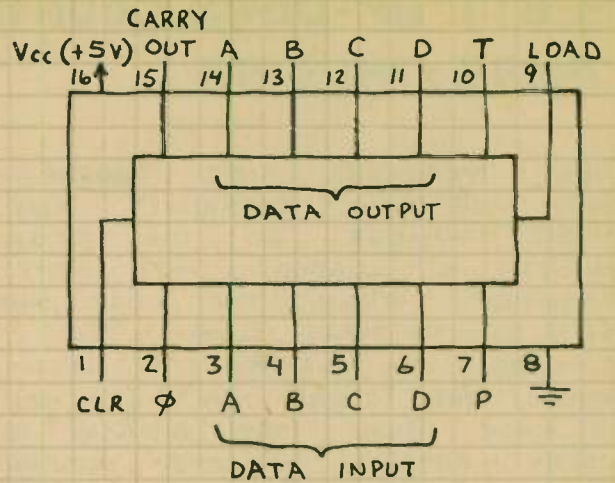 CARRY
Vcc (+5V) OUT A B C D T LOAD
16 15 14 13 12 11 10 9
DATA OUTPUT
1 2 3 4 5 6 7 8
CLR ϕ A B C D P
DATA INPUT